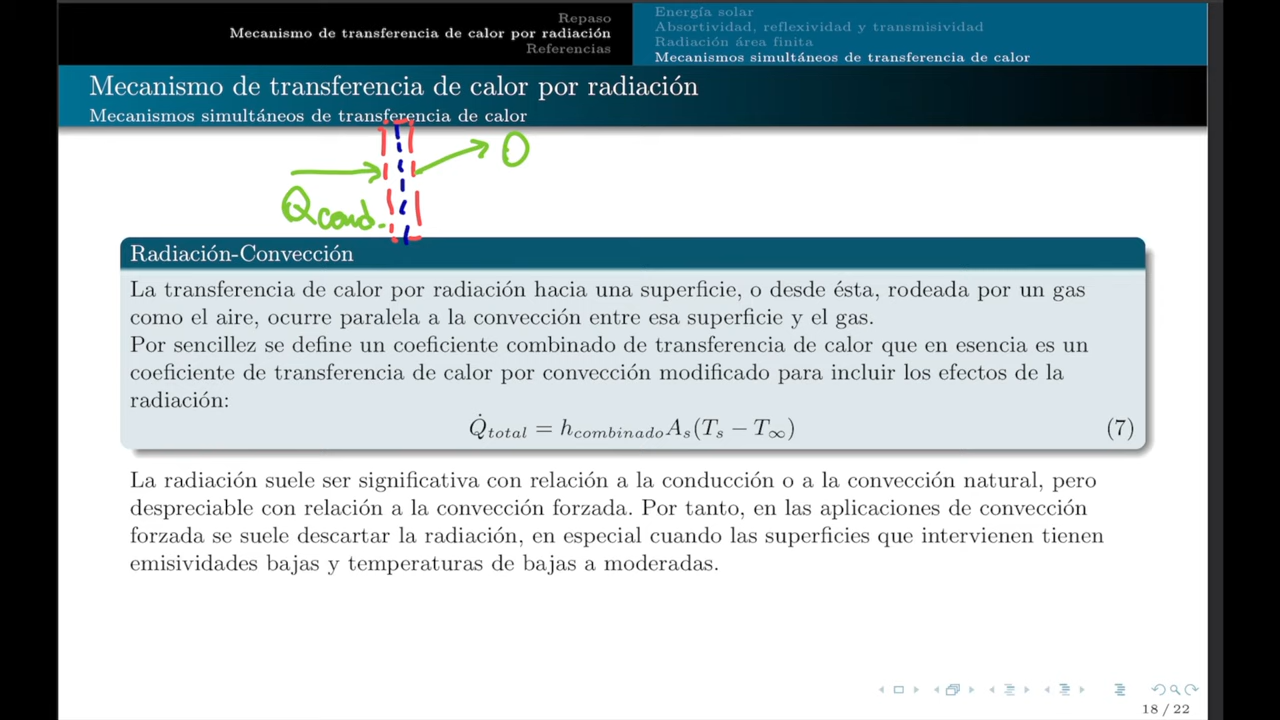 Repaso
Mecanismo de transferencia de calor por radiación
Referencias
Energía solar
Absortividad, reflexividad y transmisividad
Radiación área finita
Mecanismos simultáneos de transferencia de calor
Mecanismo de transferencia de calor por radiación
Mecanismos simultáneos de transferencia de calor
Qcond.
Radiación-Convección
La transferencia de calor por radiación hacia una superficie, o desde ésta, rodeada por un gas
como el aire, ocurre paralela a la convección entre esa superficie y el gas.
Por sencillez se define un coeficiente combinado de transferencia de calor que en esencia es un
coeficiente de transferencia de calor por convección modificado para incluir los efectos de la
radiación:
Q̇total = hcombinadoAs(Ts − T∞) (7)
La radiación suele ser significativa con relación a la conducción o a la convección natural, pero
despreciable con relación a la convección forzada. Por tanto, en las aplicaciones de convección
forzada se suele descartar la radiación, en especial cuando las superficies que intervienen tienen
emisividades bajas y temperaturas de bajas a moderadas.
18 / 22